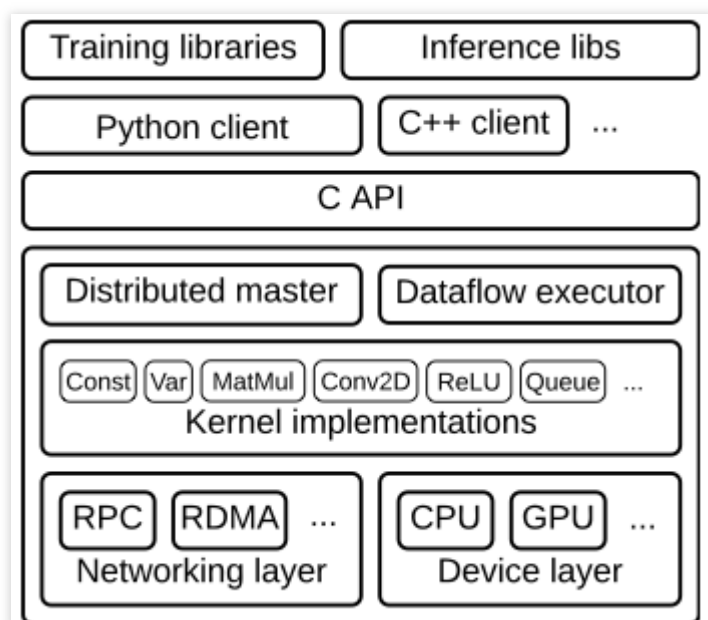 Training libraries
Inference libs
Python client
C++ client
...
C API
Distributed master
Dataflow executor
Const Var MatMul Conv2D ReLU Queue ...
Kernel implementations
RPC RDMA ...
Networking layer
CPU GPU ...
Device layer